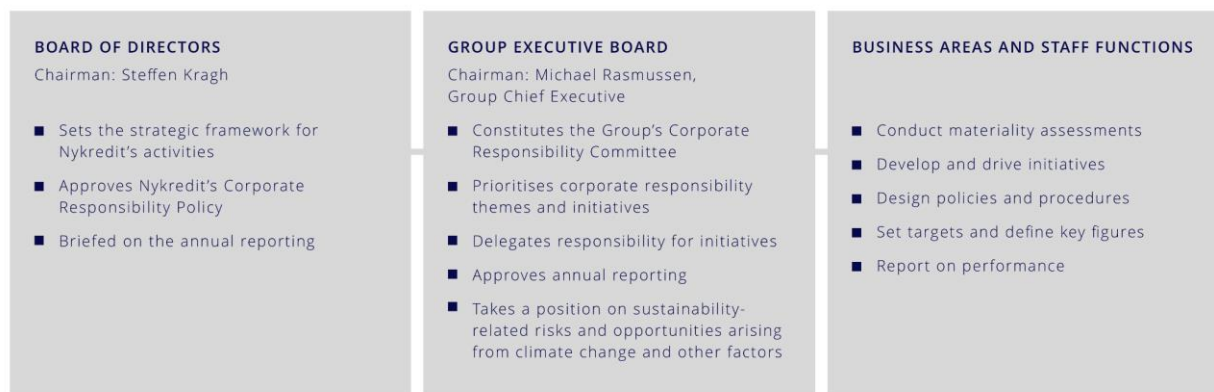 BOARD OF DIRECTORS
Chairman: Steffen Kragh
■ Sets the strategic framework for
Nykredit's activities
■ Approves Nykredit's Corporate
Responsibility Policy
■ Briefed on the annual reporting
GROUP EXECUTIVE BOARD
Chairman: Michael Rasmussen,
Group Chief Executive
■ Constitutes the Group's Corporate
Responsibility Committee
■ Prioritises corporate responsibility
themes and initiatives
■ Delegates responsibility for initiatives
■ Approves annual reporting
■ Takes a position on sustainability-
related risks and opportunities arising
from climate change and other factors
BUSINESS AREAS AND STAFF FUNCTIONS
■ Conduct materiality assessments
■ Develop and drive initiatives
■ Design policies and procedures
■ Set targets and define key figures
■ Report on performance